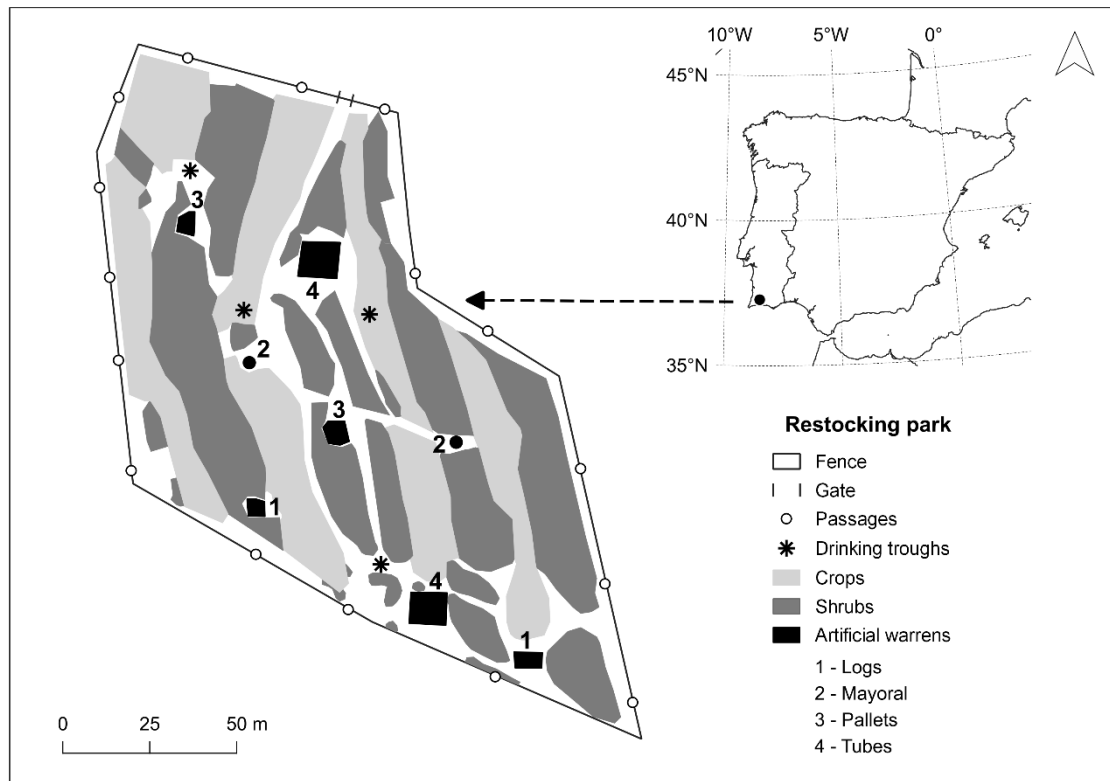 10°W 5°W 0°
45°N
40°N
35°N
3
4
2
3
2
1
4
1
0 25 50 m
Restocking park
Fence
Gate
Passages
Drinking troughs
Crops
Shrubs
Artificial warrens
1 - Logs
2 - Mayoral
3 - Pallets
4 - Tubes